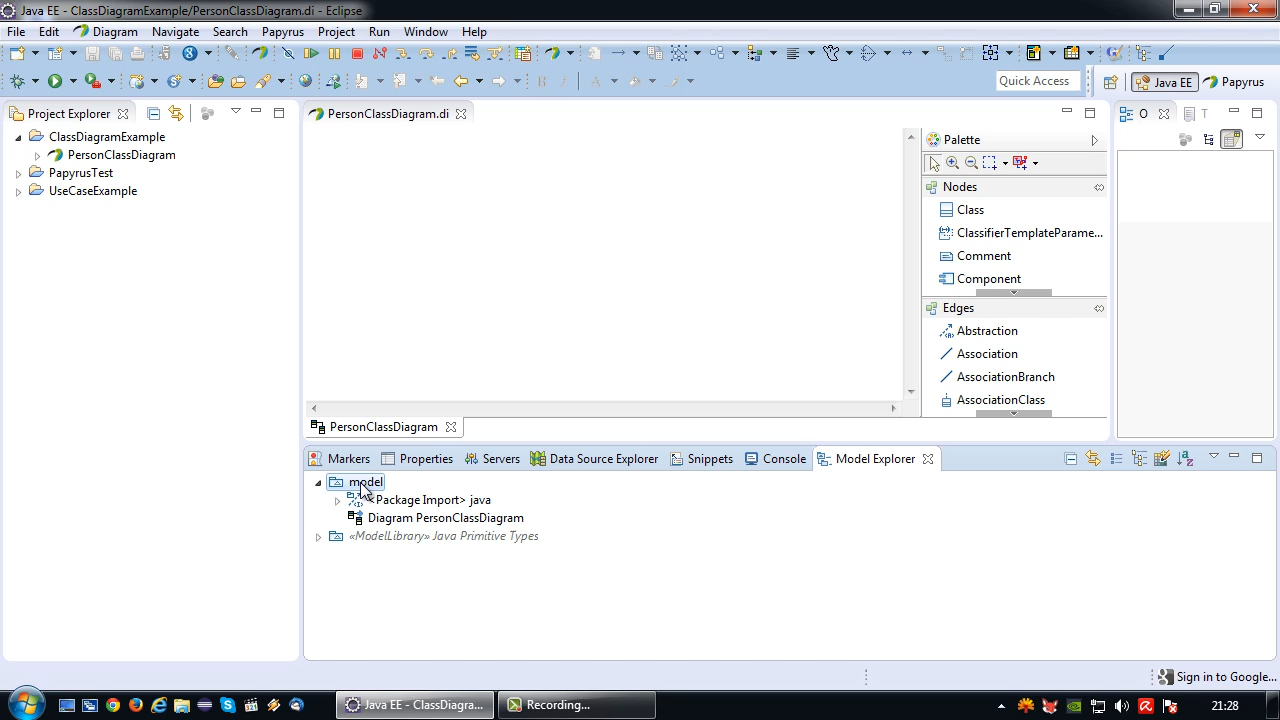 Java EE - ClassDiagramExample/PersonClassDiagram.di - Eclipse
File Edit Diagram Navigate Search Papyrus Project Run Window Help
Quick Access
Java EE
Papyrus
Project Explorer
ClassDiagramExample
PersonClassDiagram
PapyrusTest
UseCaseExample
PersonClassDiagram.di
Palette
Nodes
Class
ClassifierTemplateParame...
Comment
Component
Edges
Abstraction
Association
AssociationBranch
AssociationClass
O
T
PersonClassDiagram
Markers Properties Servers Data Source Explorer Snippets Console Model Explorer
model
<Package Import> java
Diagram PersonClassDiagram
«ModelLibrary» Java Primitive Types
Sign in to Google...
Java EE - ClassDiagra...
Recording...
21:28